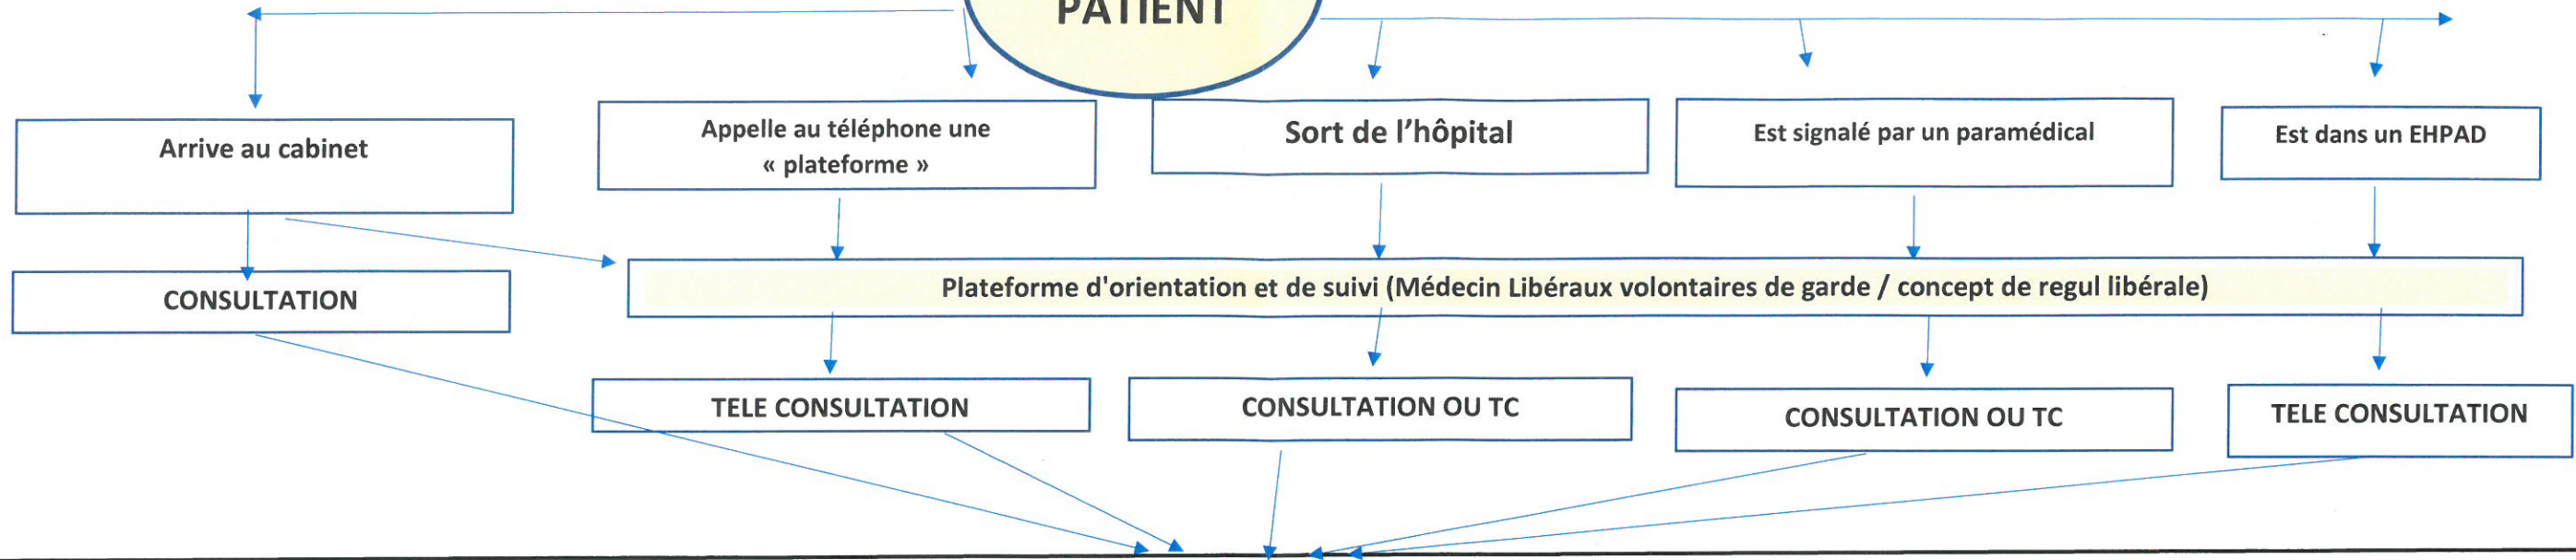 PATIENT
Arrive au cabinet
Appelle au téléphone une
« plateforme »
Sort de l'hôpital
Est signalé par un paramédical
Est dans un EHPAD
CONSULTATION
Plateforme d'orientation et de suivi (Médecin Libéraux volontaires de garde / concept de regul libérale)
TELE CONSULTATION
CONSULTATION OU TC
CONSULTATION OU TC
TELE CONSULTATION